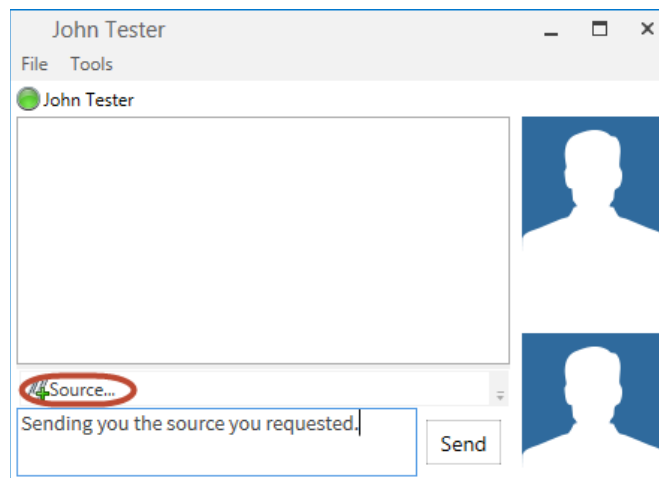 John Tester
File Tools
John Tester
Source...
Sending you the source you requested.
Send